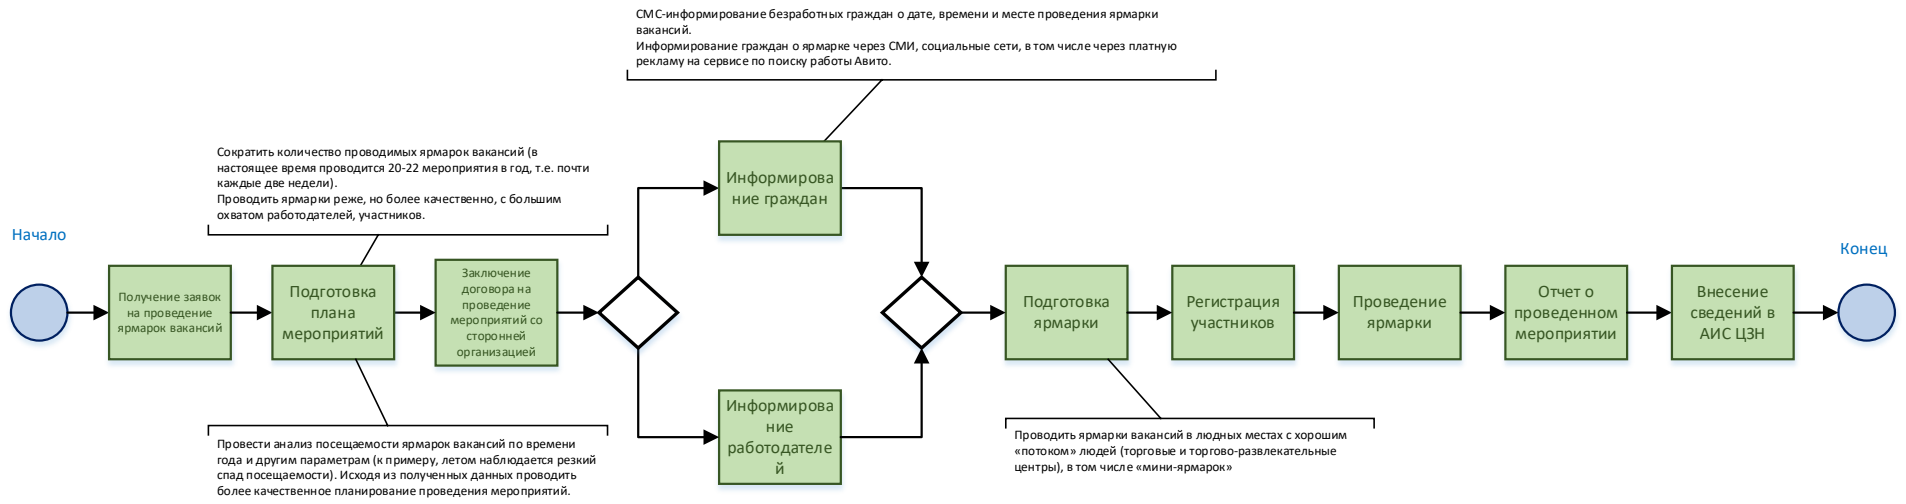 СМС-информирование безработных граждан о дате, времени и месте проведения ярмарки
вакансий.
Информирование граждан о ярмарке через СМИ, социальные сети, в том числе через платную
рекламу на сервисе по поиску работы Авито.
Сократить количество проводимых ярмарок вакансий (в
настоящее время проводится 20-22 мероприятия в год, т.е. почти
каждые две недели).
Проводить ярмарки реже, но более качественно, с большим
охватом работодателей, участников.
Начало
Получение заявок
на проведение
ярмарок вакансий
Подготовка
плана
мероприятий
Заключение
договора на
проведение
мероприятий со
сторонней
организацией
Информирова
ние граждан
Информирова
ние
работодателе
й
Подготовка
ярмарки
Регистрация
участников
Проведение
ярмарки
Отчет о
проведенном
мероприятии
Внесение
сведений в
АИС ЦЗН
Конец
Провести анализ посещаемости ярмарок вакансий по времени
года и другим параметрам (к примеру, летом наблюдается резкий
спад посещаемости). Исходя из полученных данных проводить
более качественное планирование проведения мероприятий.
Проводить ярмарки вакансий в людных местах с хорошим
«потоком» людей (торговые и торгово-развлекательные
центры), в том числе «мини-ярмарок»